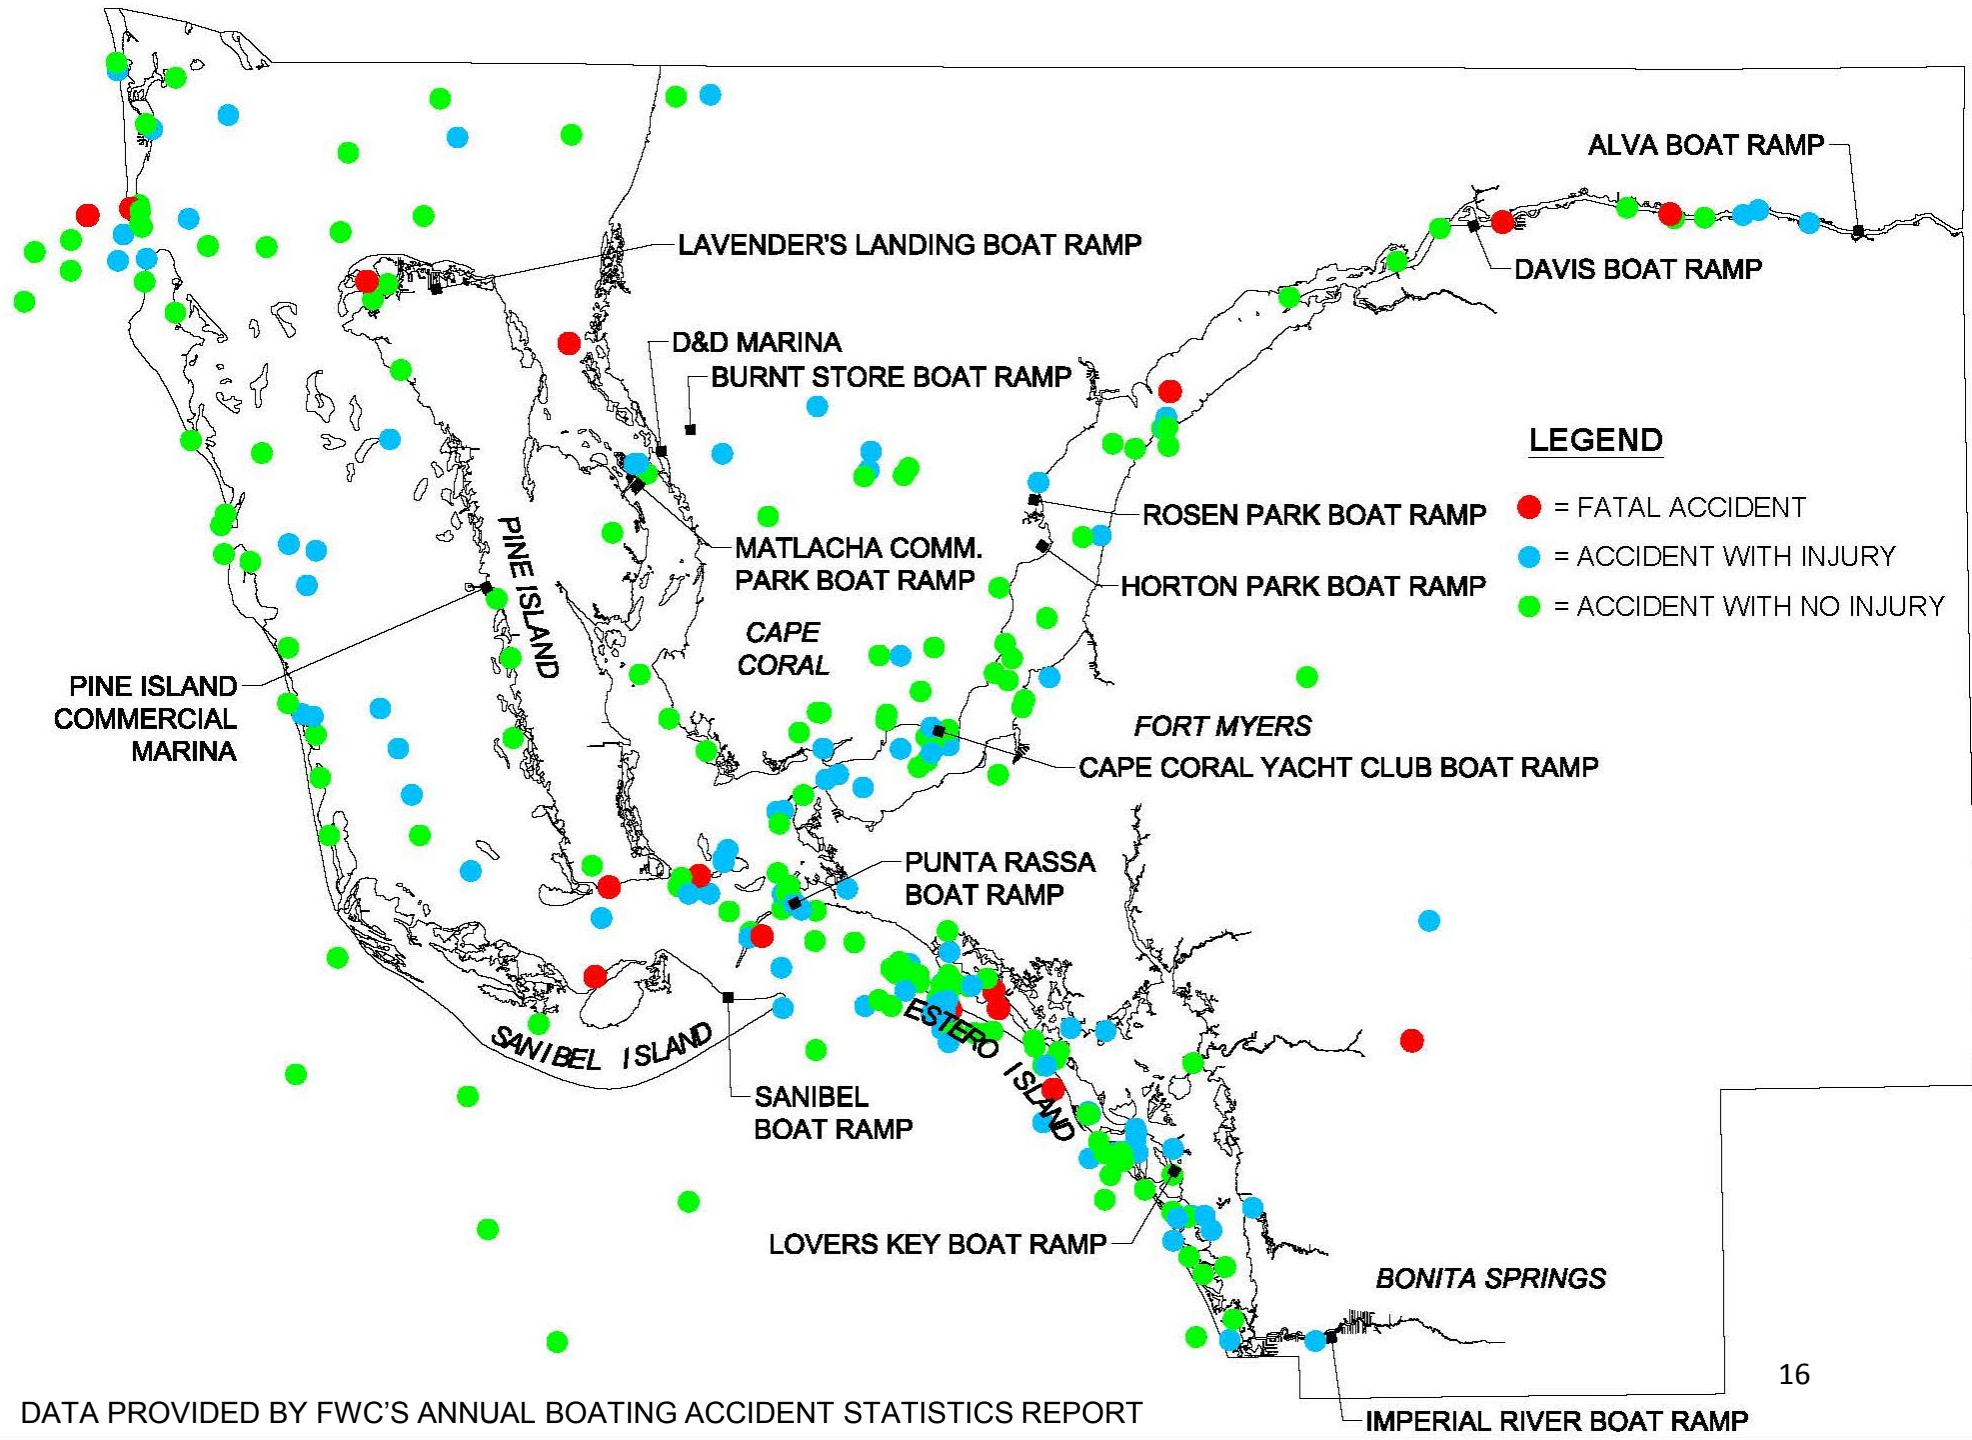 ALVA BOAT RAMP
LAVENDER'S LANDING BOAT RAMP
DAVIS BOAT RAMP
D&D MARINA
BURNT STORE BOAT RAMP
LEGEND
= FATAL ACCIDENT
= ACCIDENT WITH INJURY
= ACCIDENT WITH NO INJURY
ROSEN PARK BOAT RAMP
MATLACHA COMM.
PARK BOAT RAMP
HORTON PARK BOAT RAMP
PINE ISLAND
CAPE
CORAL
PINE ISLAND
COMMERCIAL
MARINA
FORT MYERS
CAPE CORAL YACHT CLUB BOAT RAMP
PUNTA RASSA
BOAT RAMP
ESTERO ISLAND
SANIBEL ISLAND
SANIBEL
BOAT RAMP
LOVERS KEY BOAT RAMP
BONITA SPRINGS
16
DATA PROVIDED BY FWC'S ANNUAL BOATING ACCIDENT STATISTICS REPORT
IMPERIAL RIVER BOAT RAMP